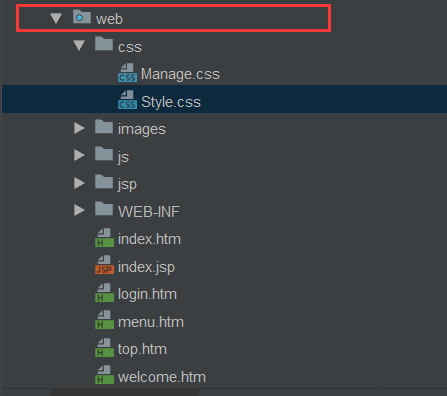 web
css
CSS Manage.css
CSS Style.css
images
js
jsp
WEB-INF
H index.htm
JSP index.jsp
H login.htm
H menu.htm
H top.htm
H welcome.htm